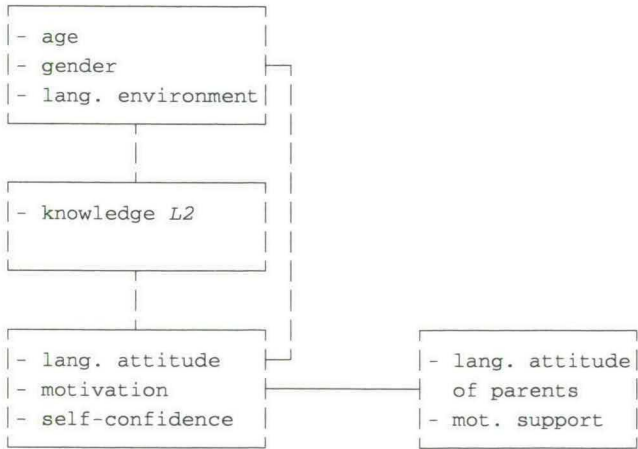 - age
- gender
- lang. environment
- knowledge L2
- lang. attitude
- motivation
- self-confidence
- lang. attitude
of parents
- mot. support